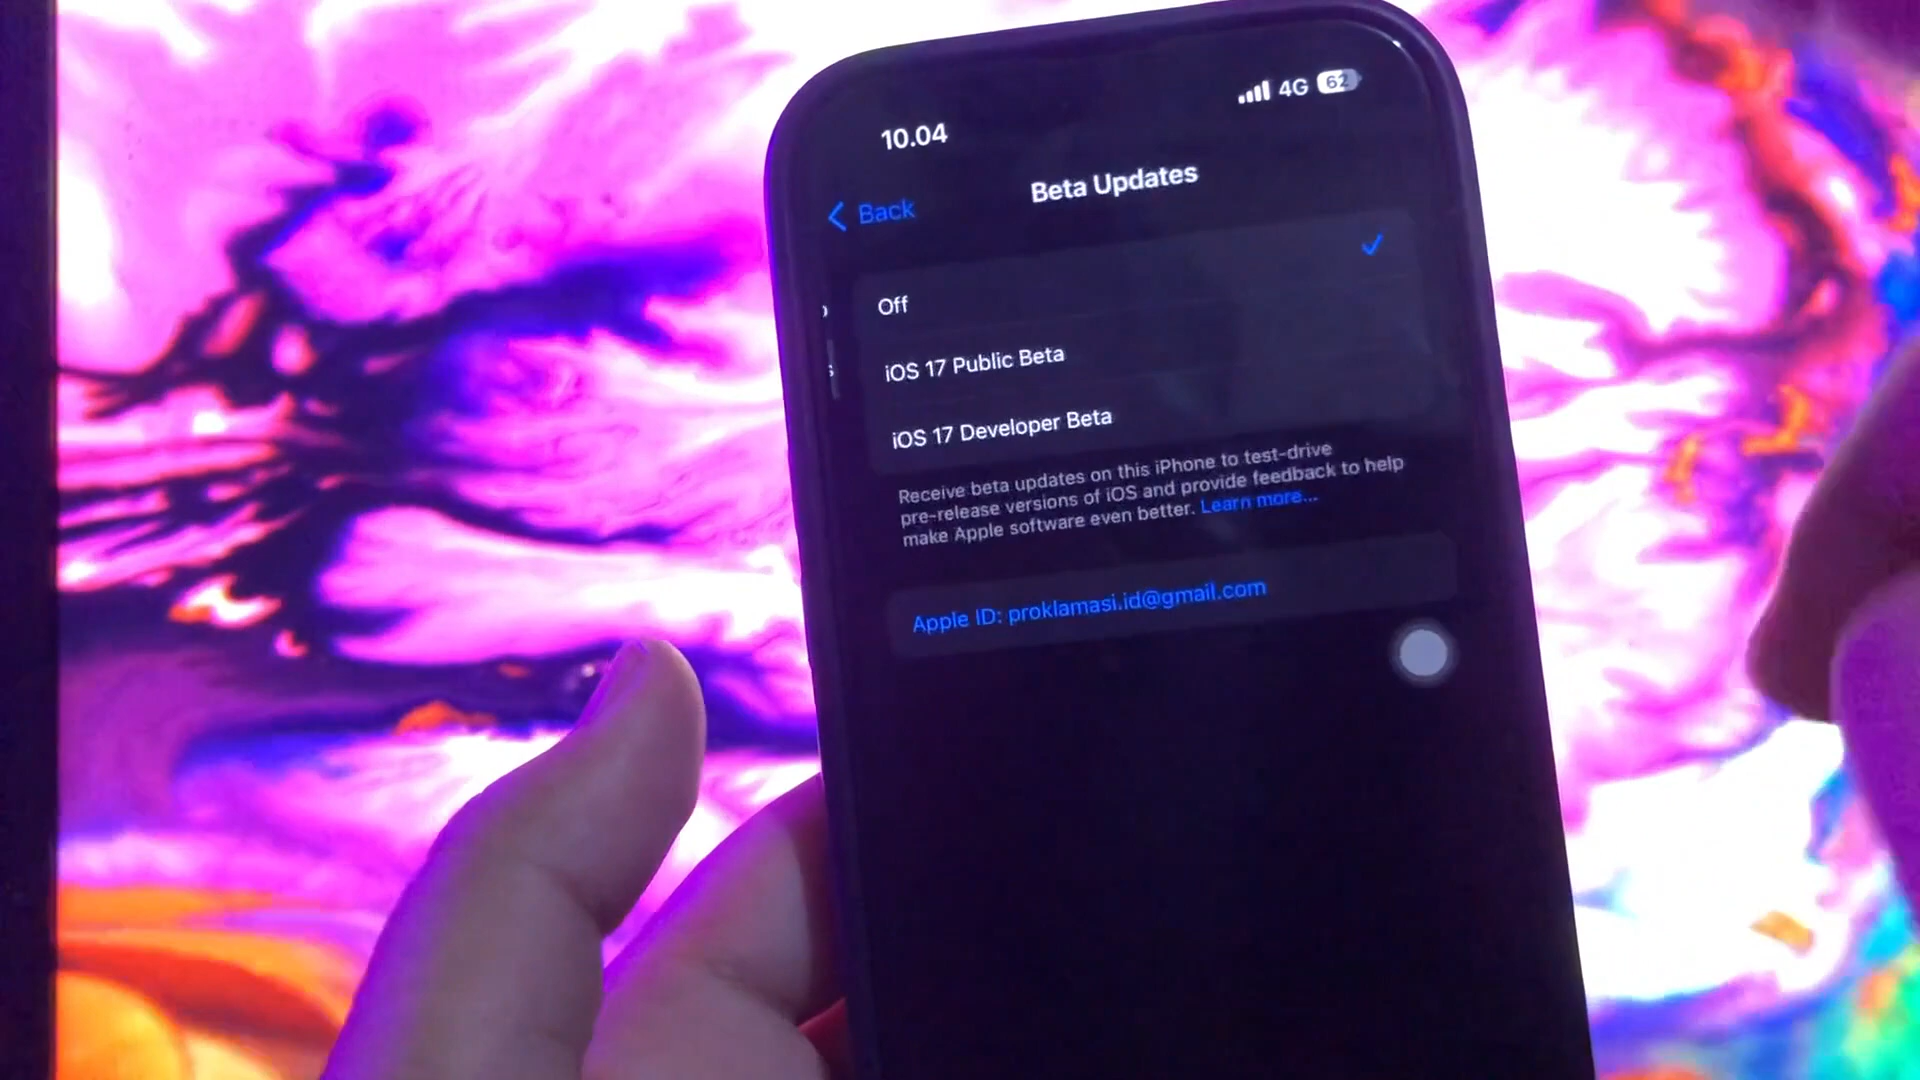 10.04
4G 62
Back
Beta Updates
Off
iOS 17 Public Beta
iOS 17 Developer Beta
Receive beta updates on this iPhone to test-drive
pre-release versions of iOS and provide feedback to help
make Apple software even better. Learn more...
Apple ID: proklamasi.id@gmail.com